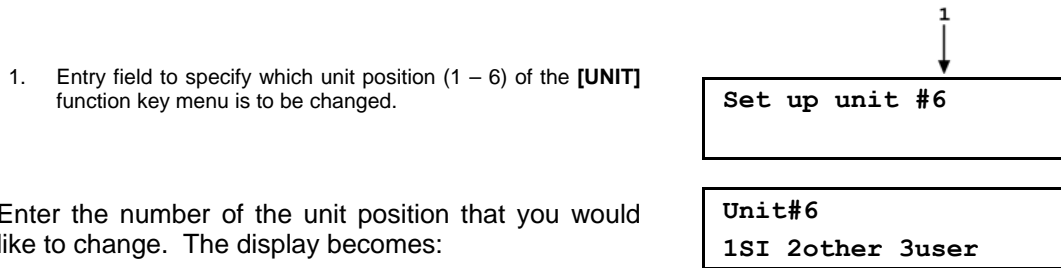 1
1. Entry field to specify which unit position (1 – 6) of the [UNIT]
function key menu is to be changed.
Set up unit #6
Enter the number of the unit position that you would
like to change. The display becomes:
Unit#6
1SI 2other 3user